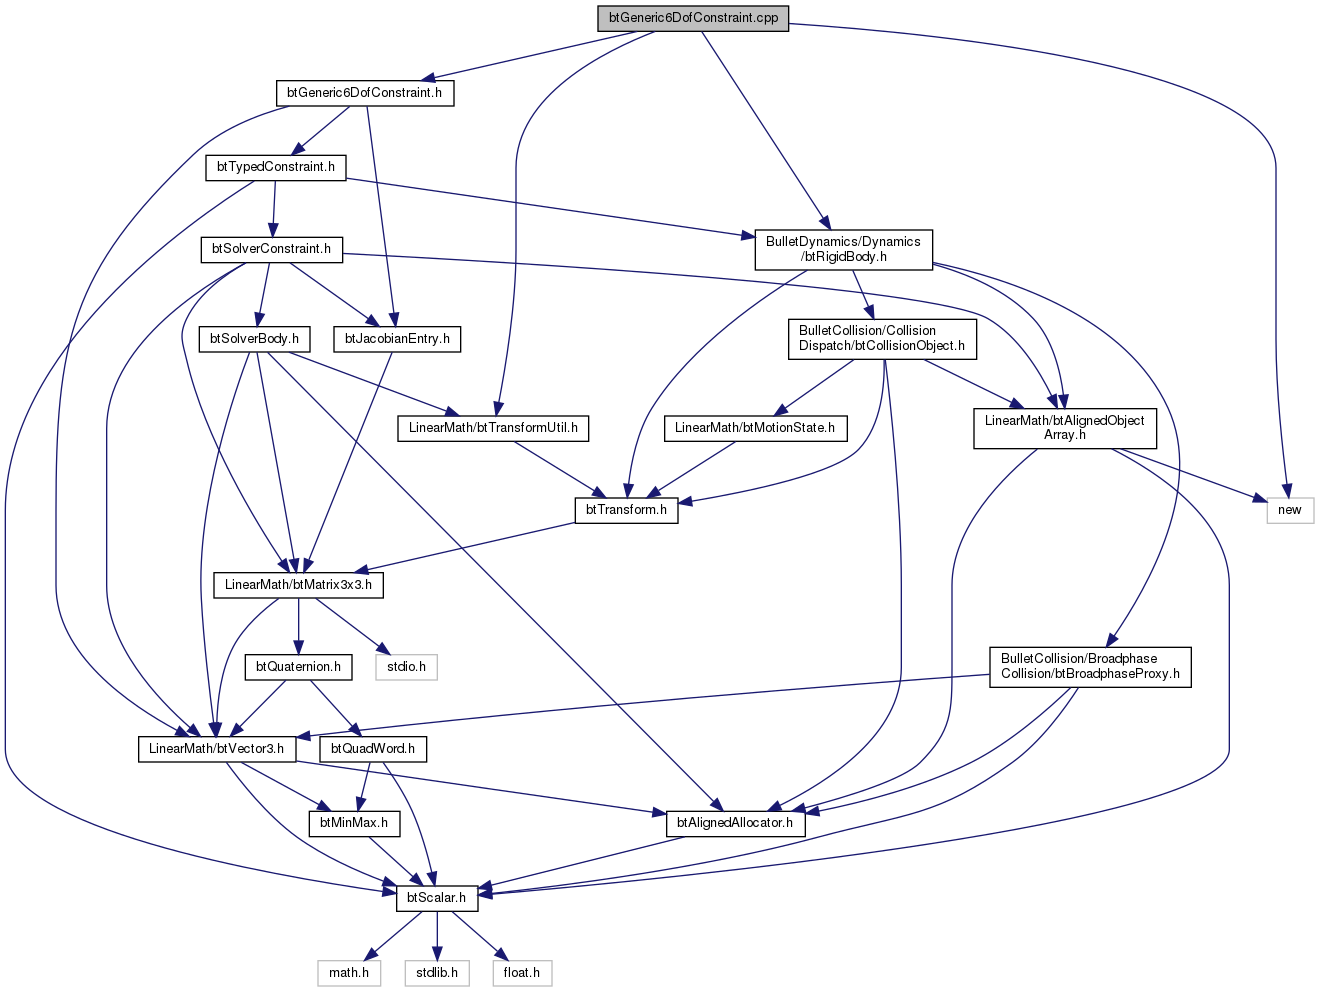 btGeneric6DofConstraint.cpp
btGeneric6DofConstraint.h
btTypedConstraint.h
btSolverConstraint.h
BulletDynamics/Dynamics
/btRigidBody.h
btSolverBody.h
btJacobianEntry.h
BulletCollision/Collision
Dispatch/btCollisionObject.h
LinearMath/btTransformUtil.h
LinearMath/btMotionState.h
LinearMath/btAlignedObject
Array.h
btTransform.h
new
LinearMath/btMatrix3x3.h
btQuaternion.h
stdio.h
BulletCollision/Broadphase
Collision/btBroadphaseProxy.h
LinearMath/btVector3.h
btQuadWord.h
btMinMax.h
btAlignedAllocator.h
btScalar.h
math.h
stdlib.h
float.h